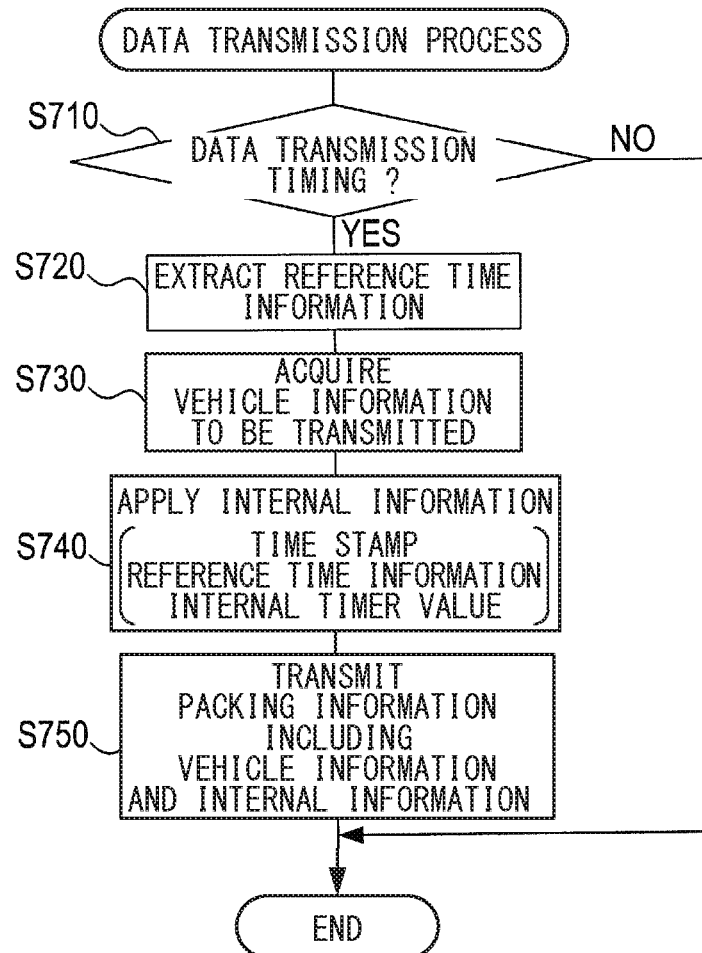 DATA TRANSMISSION PROCESS
S710
DATA TRANSMISSION
TIMING ?
NO
YES
S720
EXTRACT REFERENCE TIME
INFORMATION
S730
ACQUIRE
VEHICLE INFORMATION
TO BE TRANSMITTED
APPLY INTERNAL INFORMATION
S740
TIME STAMP
REFERENCE TIME INFORMATION
INTERNAL TIMER VALUE
S750
TRANSMIT
PACKING INFORMATION
INCLUDING
VEHICLE INFORMATION
AND INTERNAL INFORMATION
END